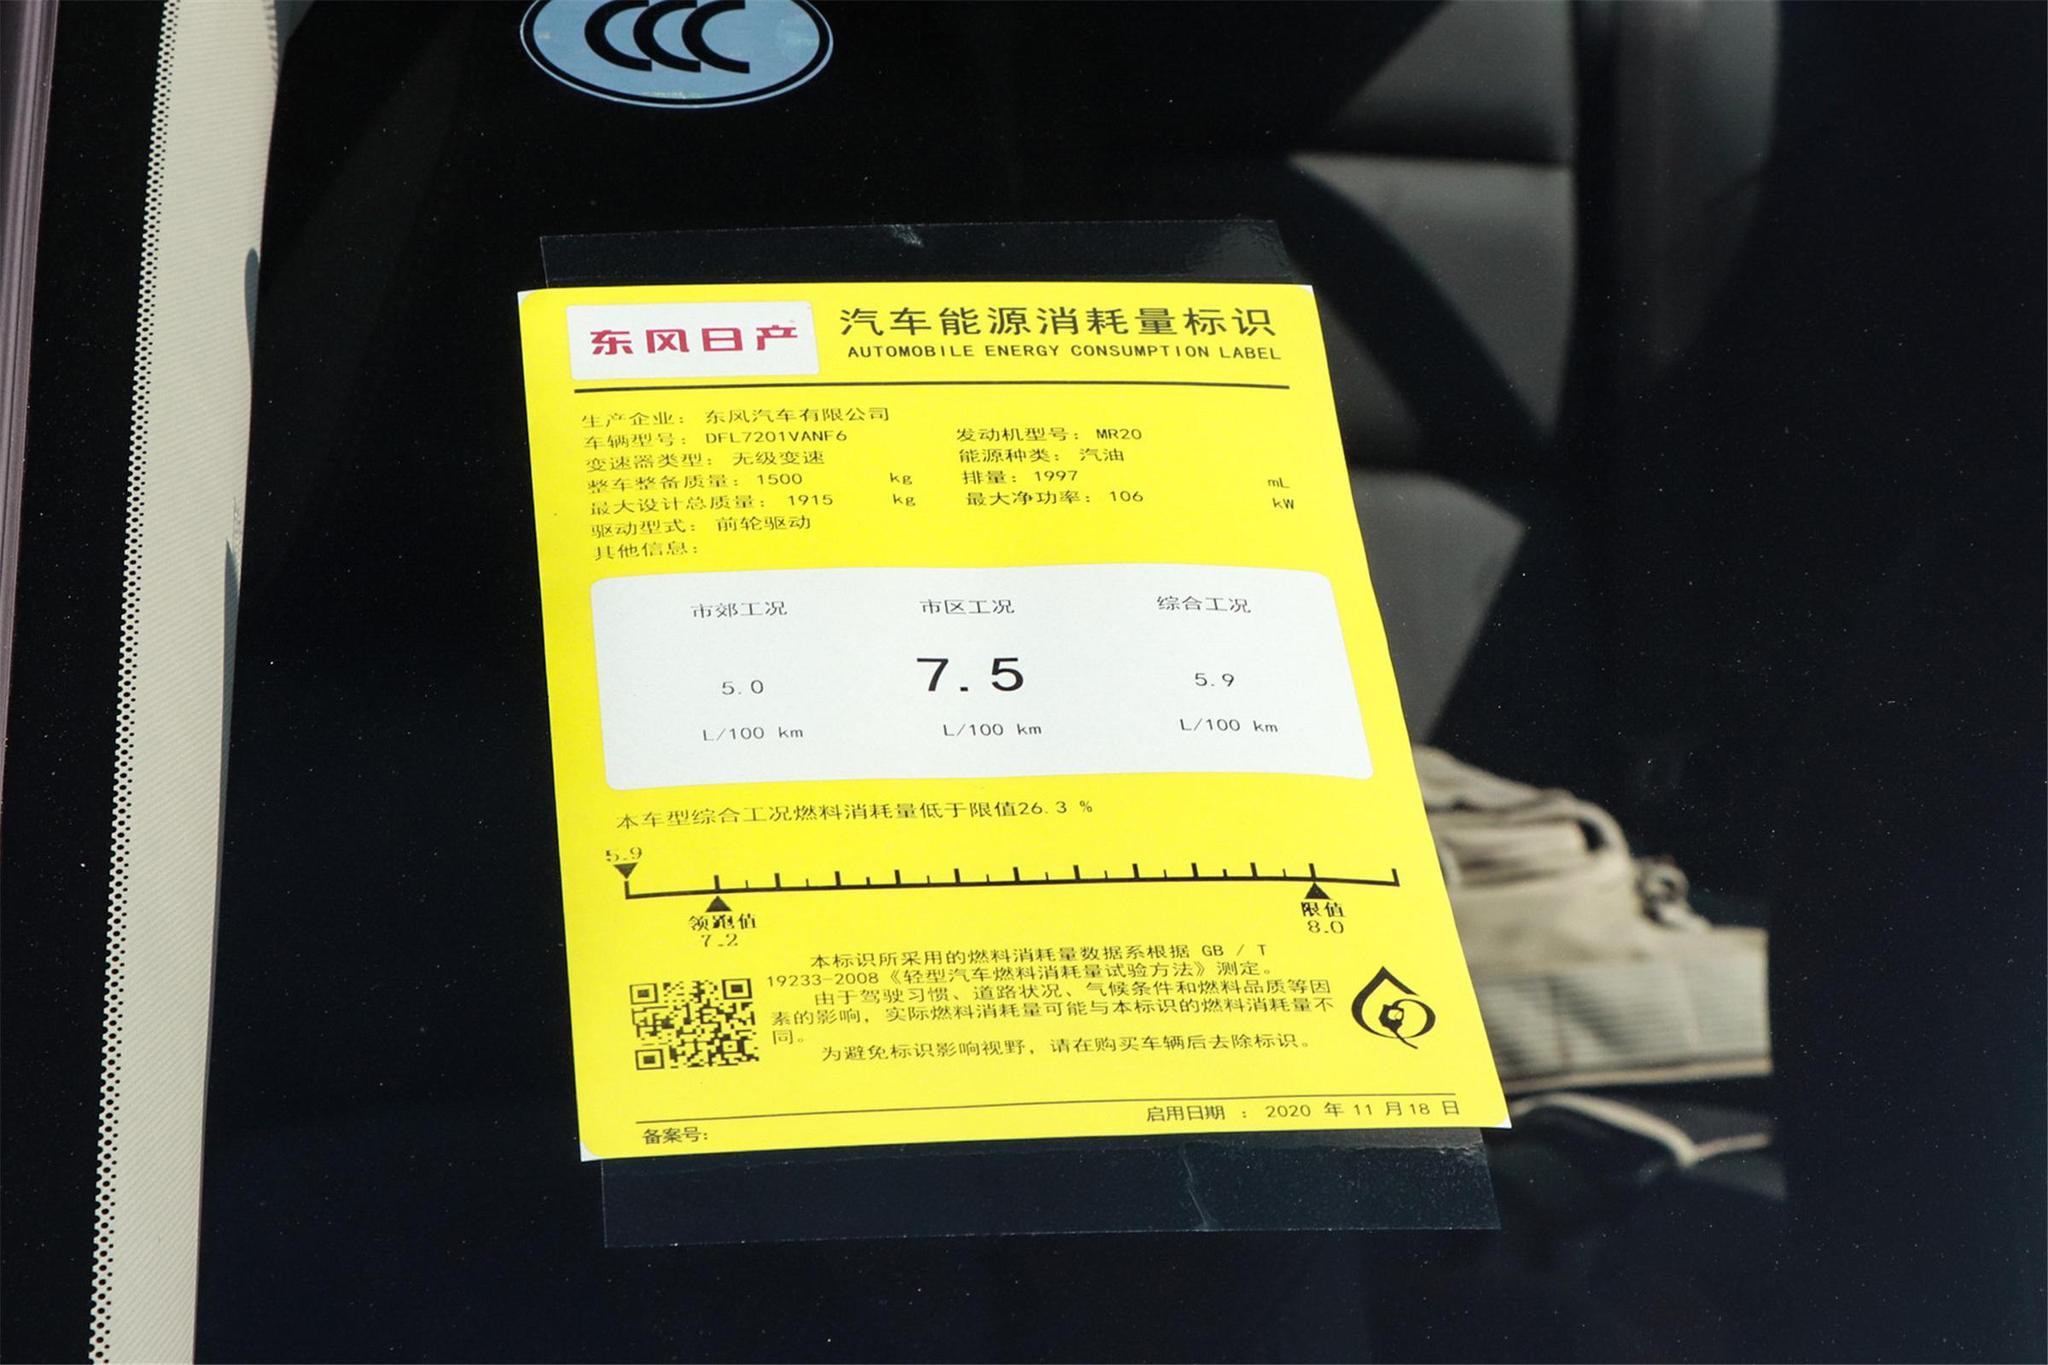 CCC
东风日产
汽车能源消耗量标识
AUTOMOBILE ENERGY CONSUMPTION LABEL
生产企业： 东风汽车有限公司
车辆型号： DFL7201VANF6 发动机型号： MR20
变速器类型： 无级变速 能源种类： 汽油
整车整备质量： 1500 kg 排量： 1997 mL
最大设计总质量： 1915 kg 最大净功率： 106 kW
驱动型式： 前轮驱动
其他信息：
市郊工况 市区工况 综合工况
5.0 7.5 5.9
L/100 km L/100 km L/100 km
本车型综合工况燃料消耗量低于限值26.3 %
5.9
领跑值 限值
7.2 8.0
本标识所采用的燃料消耗量数据系根据 GB / T
19233-2008《轻型汽车燃料消耗量试验方法》测定。
由于驾驶习惯、道路状况、气候条件和燃料品质等因
素的影响，实际燃料消耗量可能与本标识的燃料消耗量不
同。
为避免标识影响视野，请在购买车辆后去除标识。
启用日期 ： 2020 年 11 月 18 日
备案号：